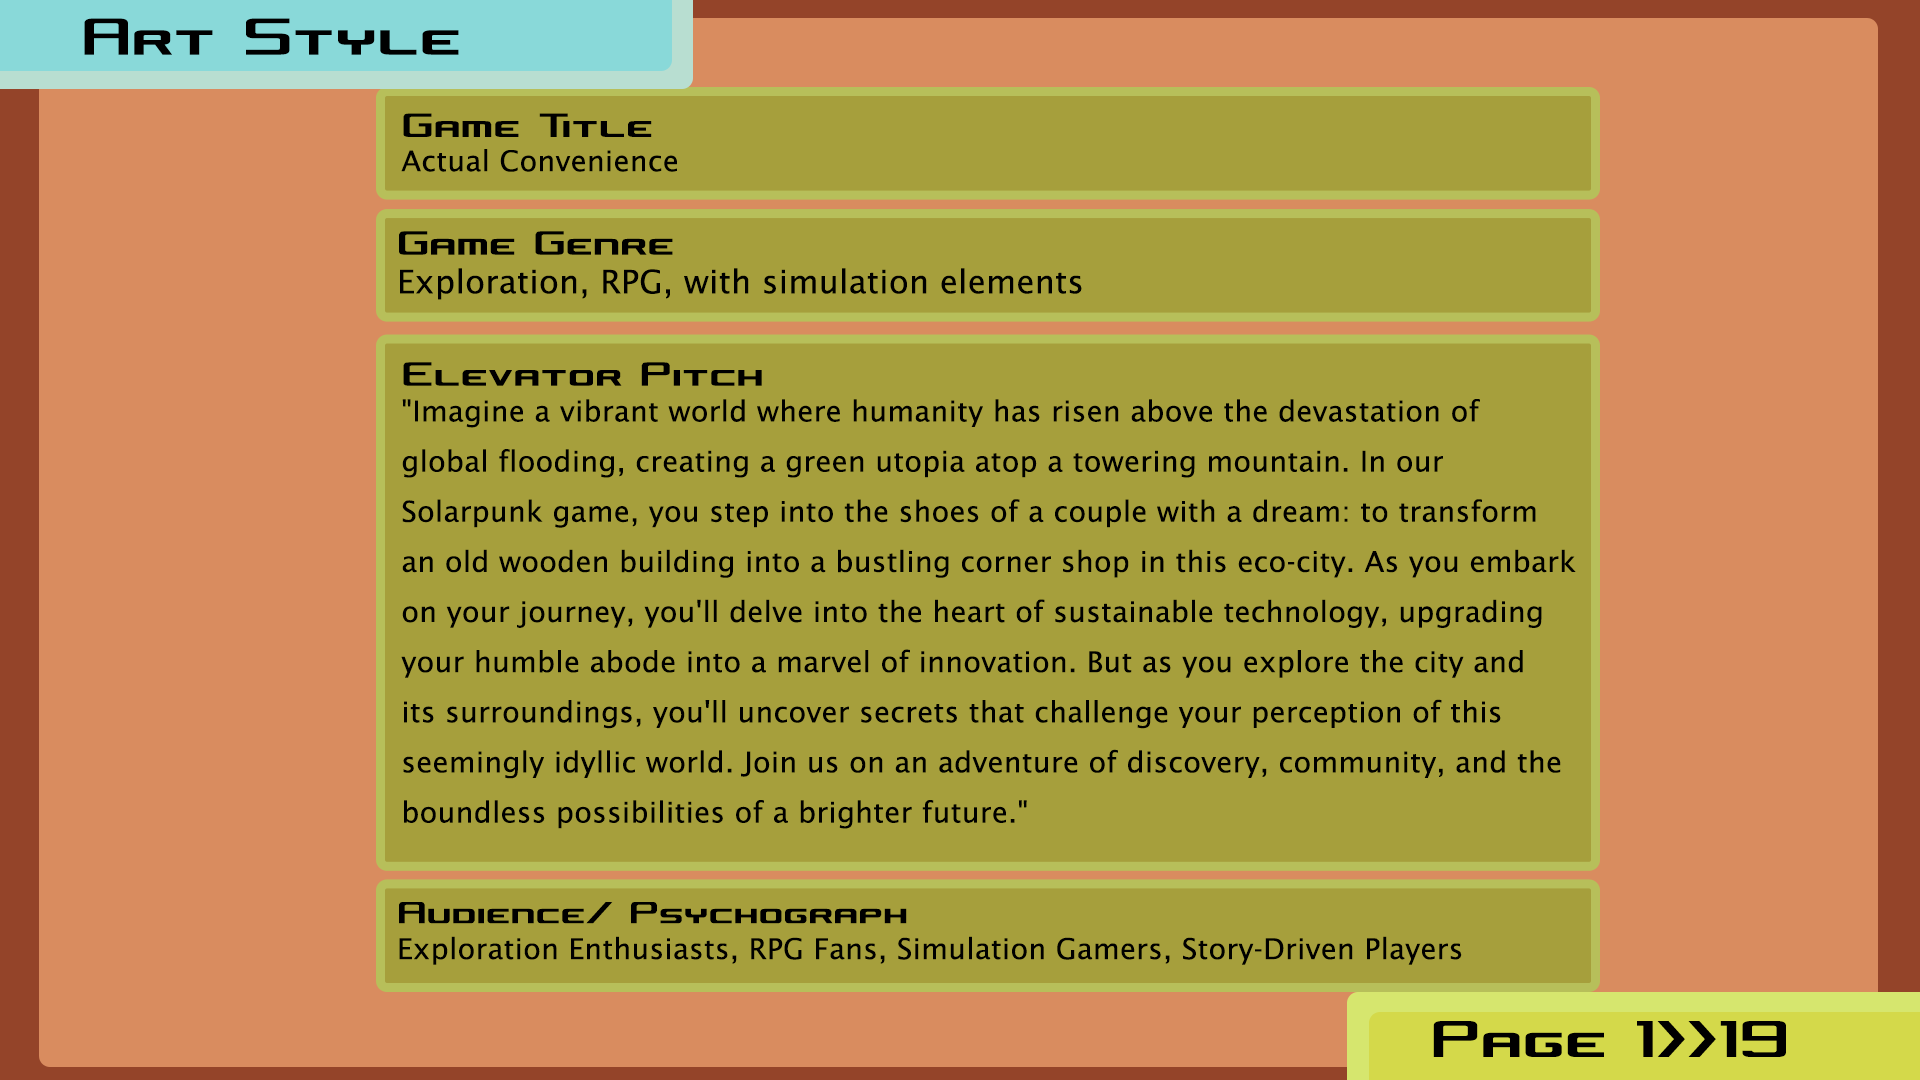 Art Style
Game Title
Actual Convenience
Game Genre
Exploration, RPG, with simulation elements
Elevator Pitch
"Imagine a vibrant world where humanity has risen above the devastation of
global flooding, creating a green utopia atop a towering mountain. In our
Solarpunk game, you step into the shoes of a couple with a dream: to transform
an old wooden building into a bustling corner shop in this eco-city. As you embark
on your journey, you'll delve into the heart of sustainable technology, upgrading
your humble abode into a marvel of innovation. But as you explore the city and
its surroundings, you'll uncover secrets that challenge your perception of this
seemingly idyllic world. Join us on an adventure of discovery, community, and the
boundless possibilities of a brighter future."
Audience/ Psychograph
Exploration Enthusiasts, RPG Fans, Simulation Gamers, Story-Driven Players
Page 1>>19